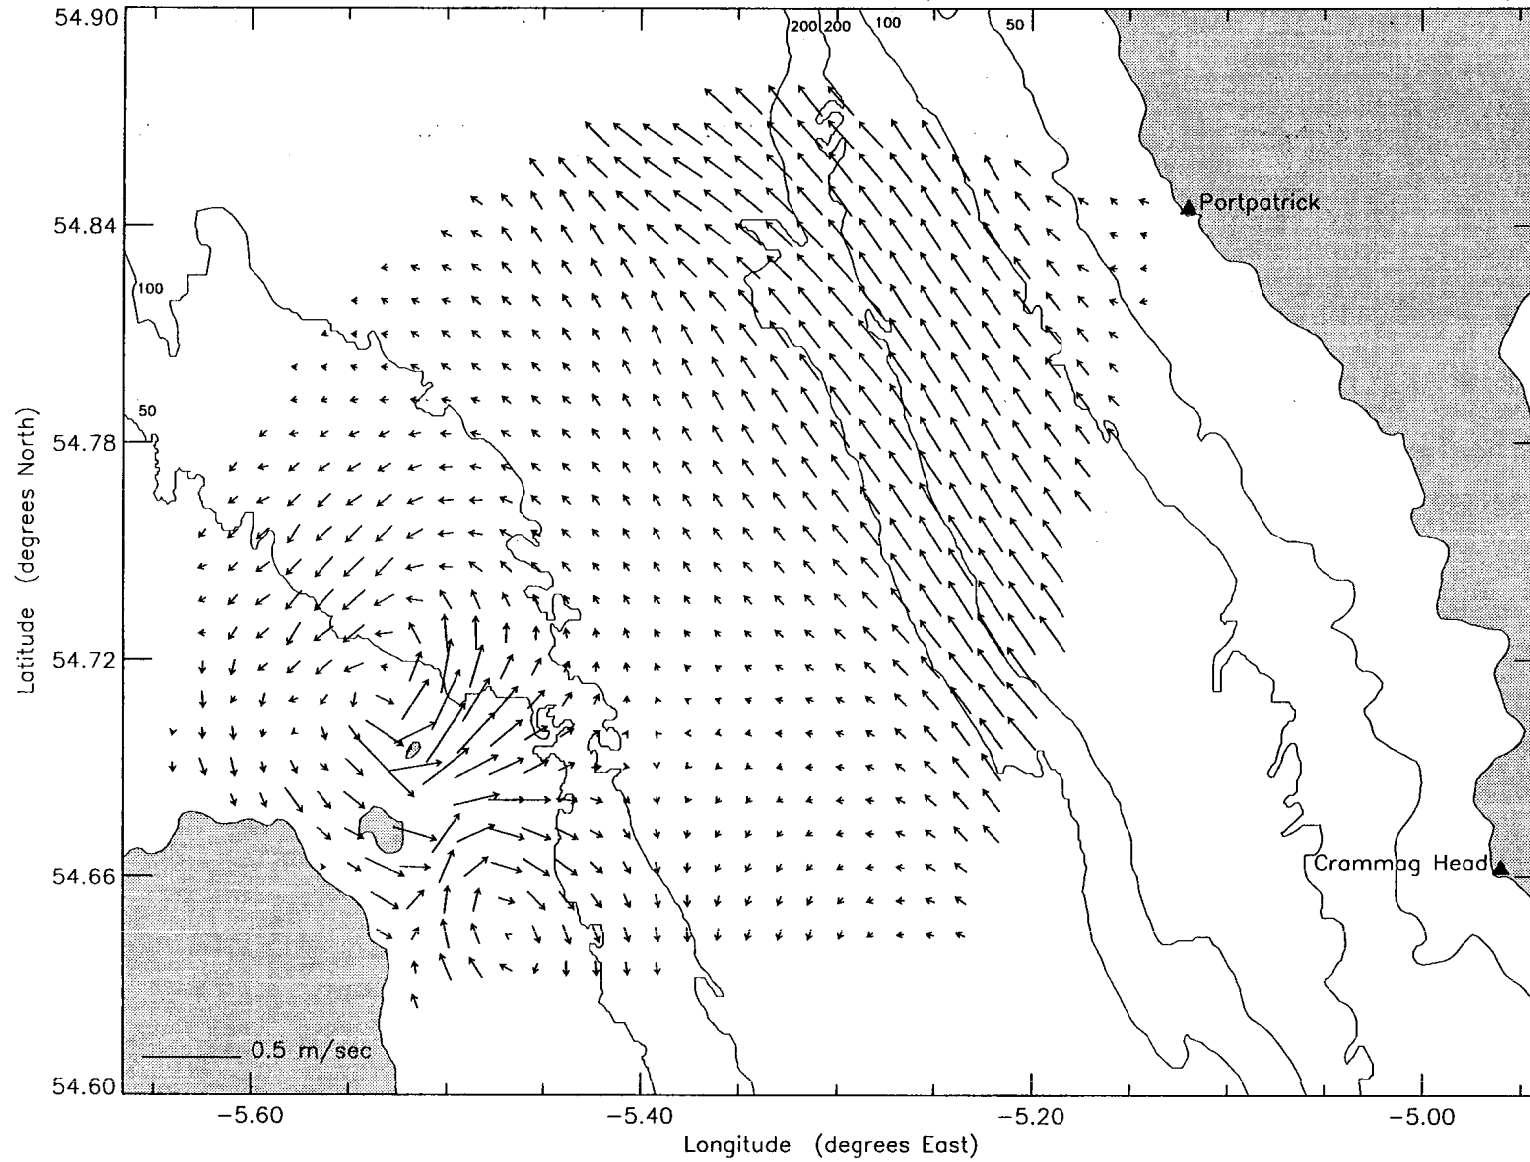 54.90
200 200 100 50
Portpatrick
54.84
100
50
54.78
Latitude (degrees North)
54.72
54.66
Crammag Head
0.5 m/sec
54.60
-5.60 -5.40 -5.20 -5.00
Longitude (degrees East)